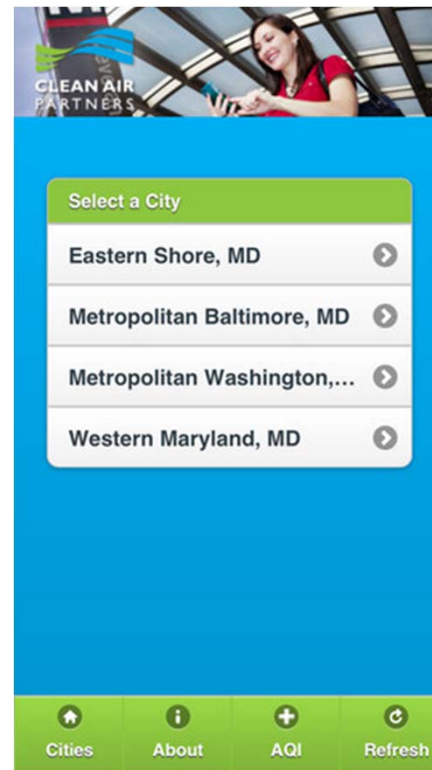 CLEAN AIR
PARTNERS
Select a City
Eastern Shore, MD
Metropolitan Baltimore, MD
Metropolitan Washington,...
Western Maryland, MD
Cities
About
AQI
Refresh